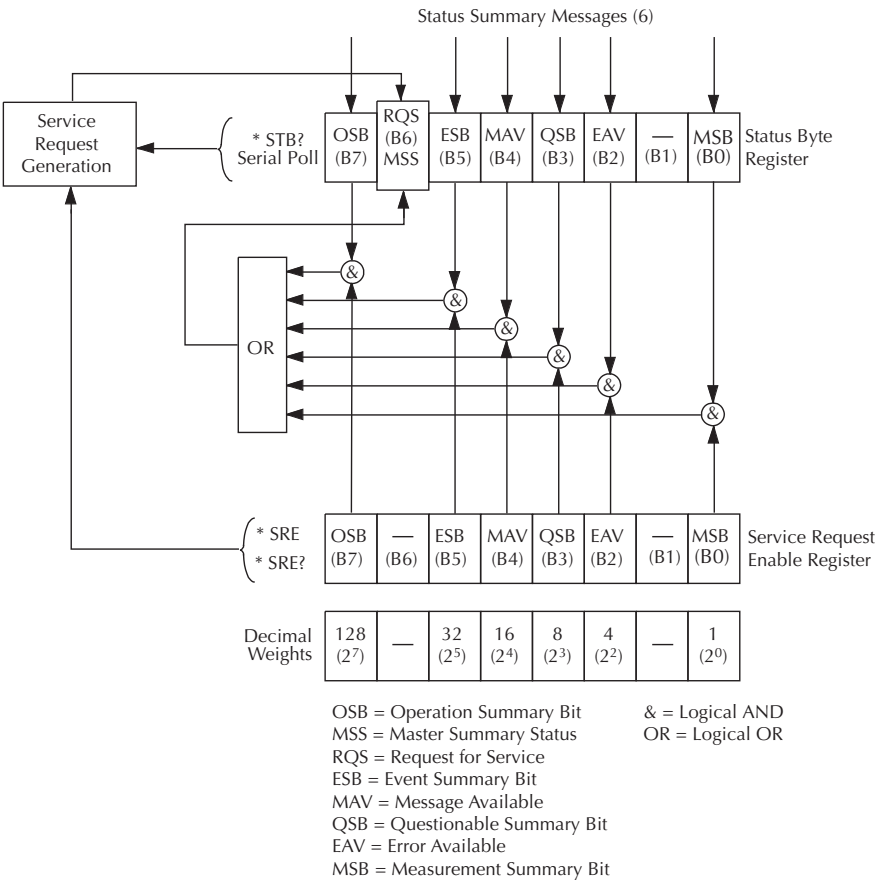 Status Summary Messages (6)
Service
Request
Generation
* STB?
Serial Poll
OSB
(B7)
RQS
(B6)
MSS
ESB
(B5)
MAV
(B4)
QSB
(B3)
EAV
(B2)
—
(B1)
MSB
(B0)
Status Byte
Register
&
&
&
&
&
&
OR
* SRE
* SRE?
OSB
(B7)
—
(B6)
ESB
(B5)
MAV
(B4)
QSB
(B3)
EAV
(B2)
—
(B1)
MSB
(B0)
Service Request
Enable Register
Decimal
Weights
128
(2⁷)
—
32
(2⁵)
16
(2⁴)
8
(2³)
4
(2²)
—
1
(2⁰)
OSB = Operation Summary Bit
MSS = Master Summary Status
RQS = Request for Service
ESB = Event Summary Bit
MAV = Message Available
QSB = Questionable Summary Bit
EAV = Error Available
MSB = Measurement Summary Bit
& = Logical AND
OR = Logical OR